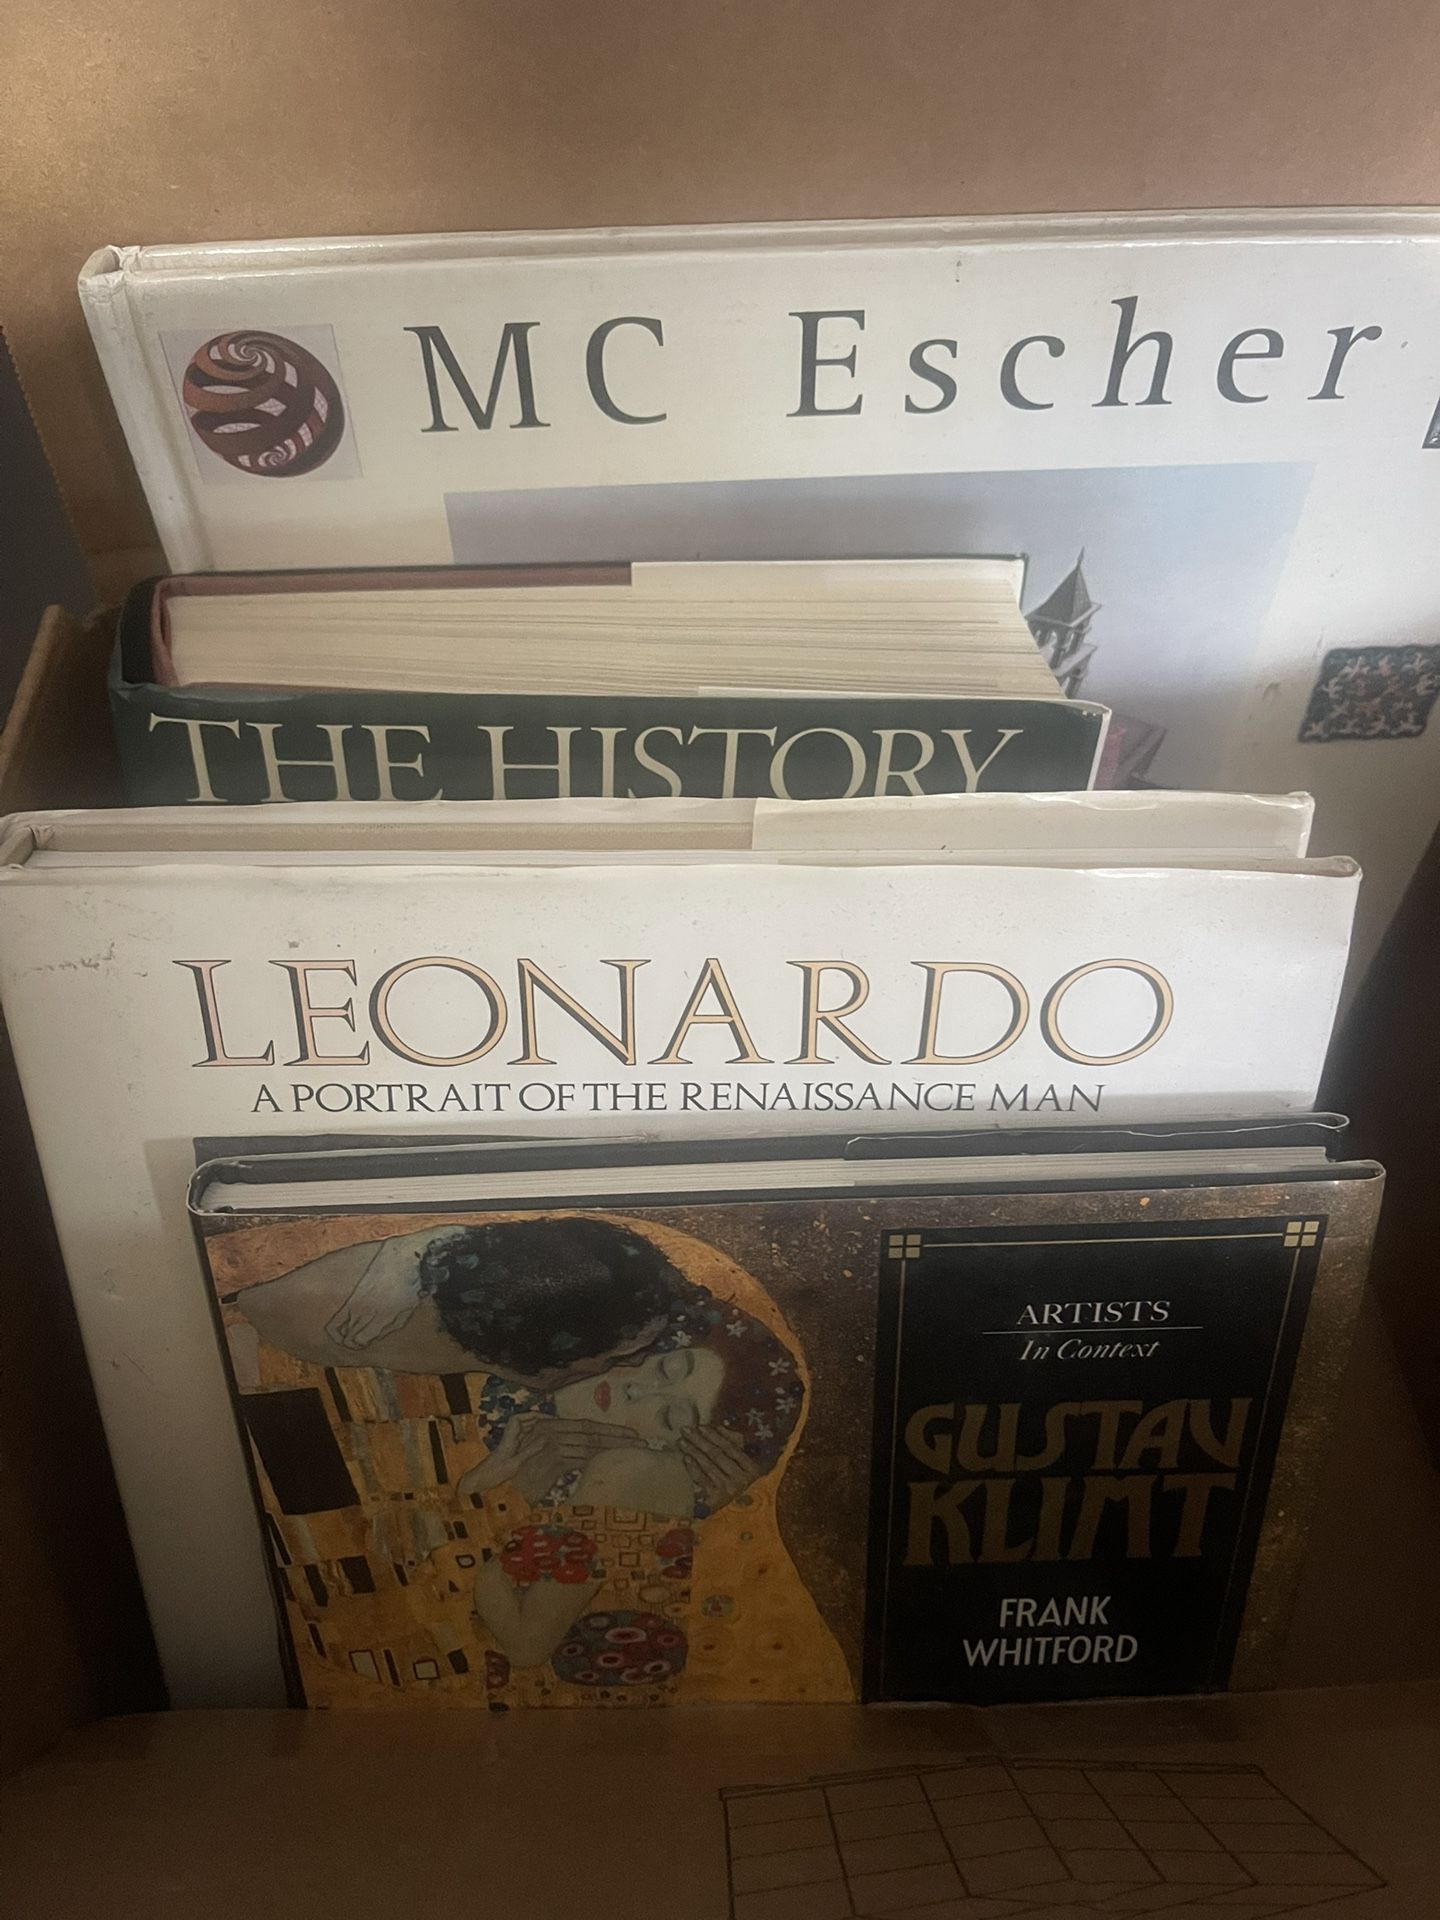 MC Escher
THE HISTORY
LEONARDO
A PORTRAIT OF THE RENAISSANCE MAN
ARTISTS
In Context
GUSTAV
KLIMT
FRANK
WHITFORD